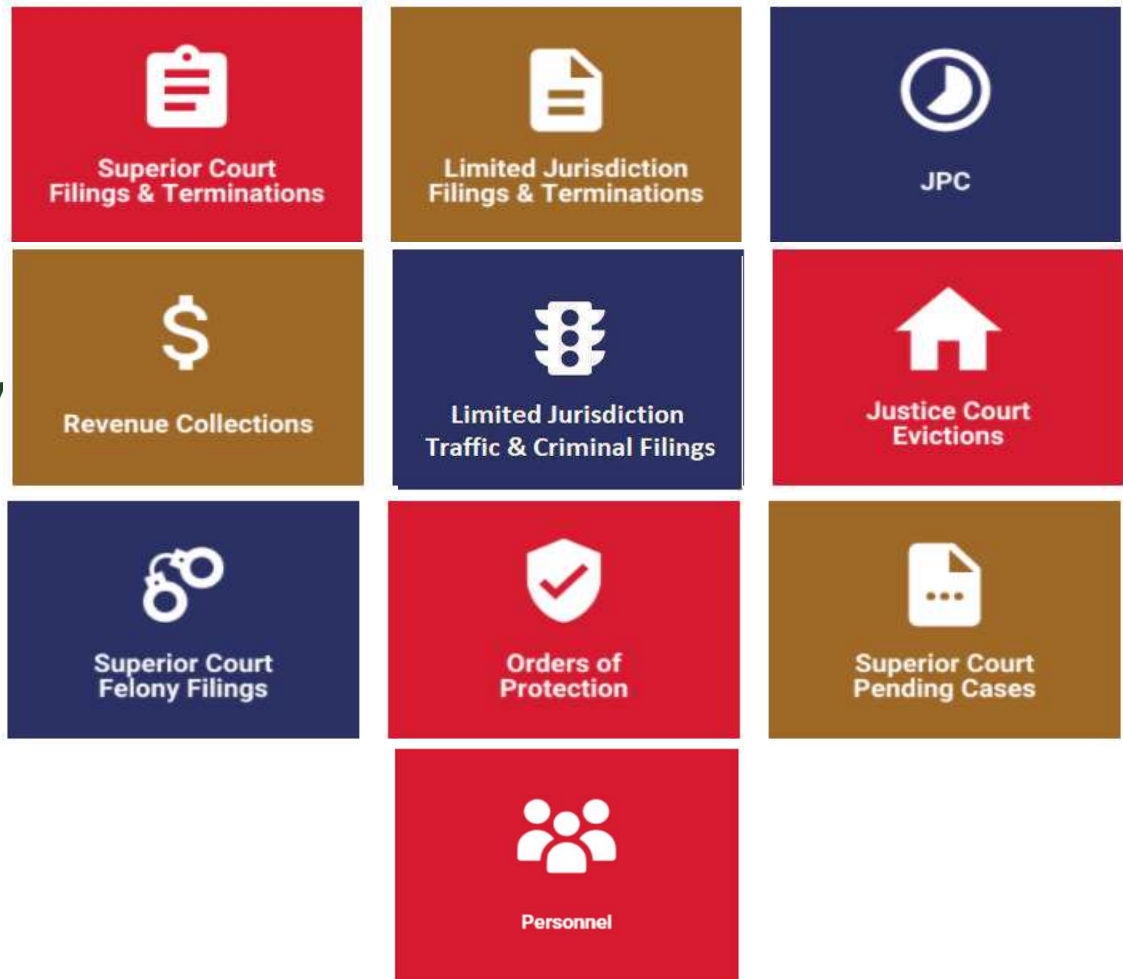 Superior Court
Filings & Terminations
Limited Jurisdiction
Filings & Terminations
JPC
Revenue Collections
Limited Jurisdiction
Traffic & Criminal Filings
Justice Court
Evictions
Superior Court
Felony Filings
Orders of
Protection
Superior Court
Pending Cases
Personnel